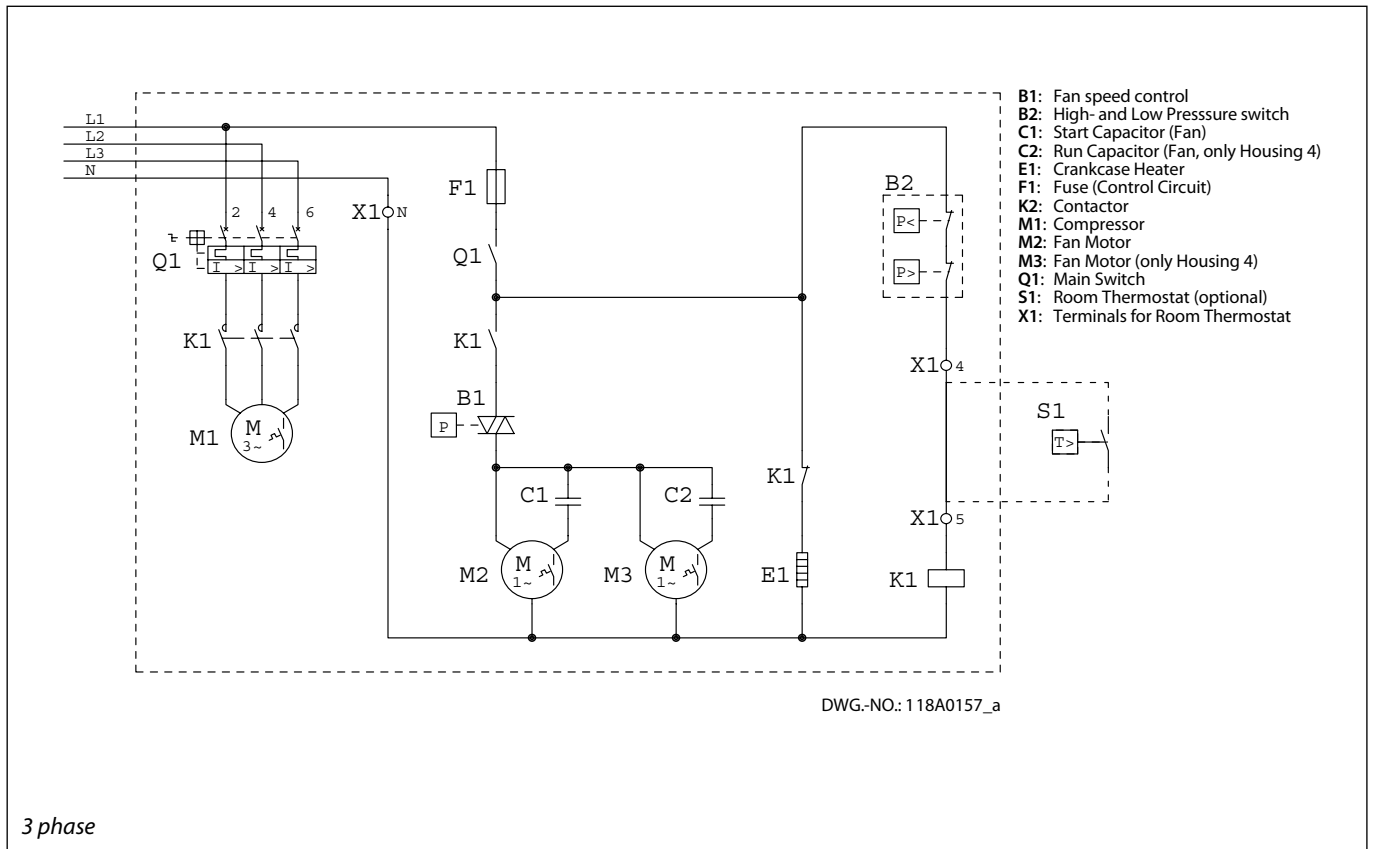 B1: Fan speed control
B2: High- and Low Presssure switch
C1: Start Capacitor (Fan)
C2: Run Capacitor (Fan, only Housing 4)
E1: Crankcase Heater
F1: Fuse (Control Circuit)
K2: Contactor
M1: Compressor
M2: Fan Motor
M3: Fan Motor (only Housing 4)
Q1: Main Switch
S1: Room Thermostat (optional)
X1: Terminals for Room Thermostat
L1
L2
L3
N
F1
B2
X1 N
2 4 6
P<
Q1
Q1
I > I > I >
P>
K1
K1
X1 4
B1
P
S1
M1
M
3~
T>
K1
C1
C2
X1 5
M2
M
1~
M3
M
1~
E1
K1
DWG.-NO.: 118A0157_a
3 phase